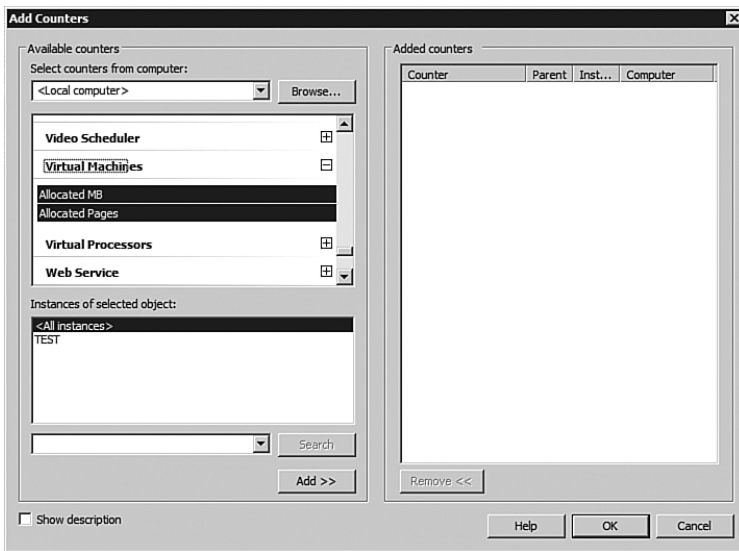 Add Counters
Available counters
Select counters from computer:
<Local computer>
Browse...
Video Scheduler
Virtual Machines
Allocated MB
Allocated Pages
Virtual Processors
Web Service
Instances of selected object:
<All instances>
TEST
Search
Add >>
Show description
Added counters
Counter Parent Inst... Computer
Remove <<
Help OK Cancel